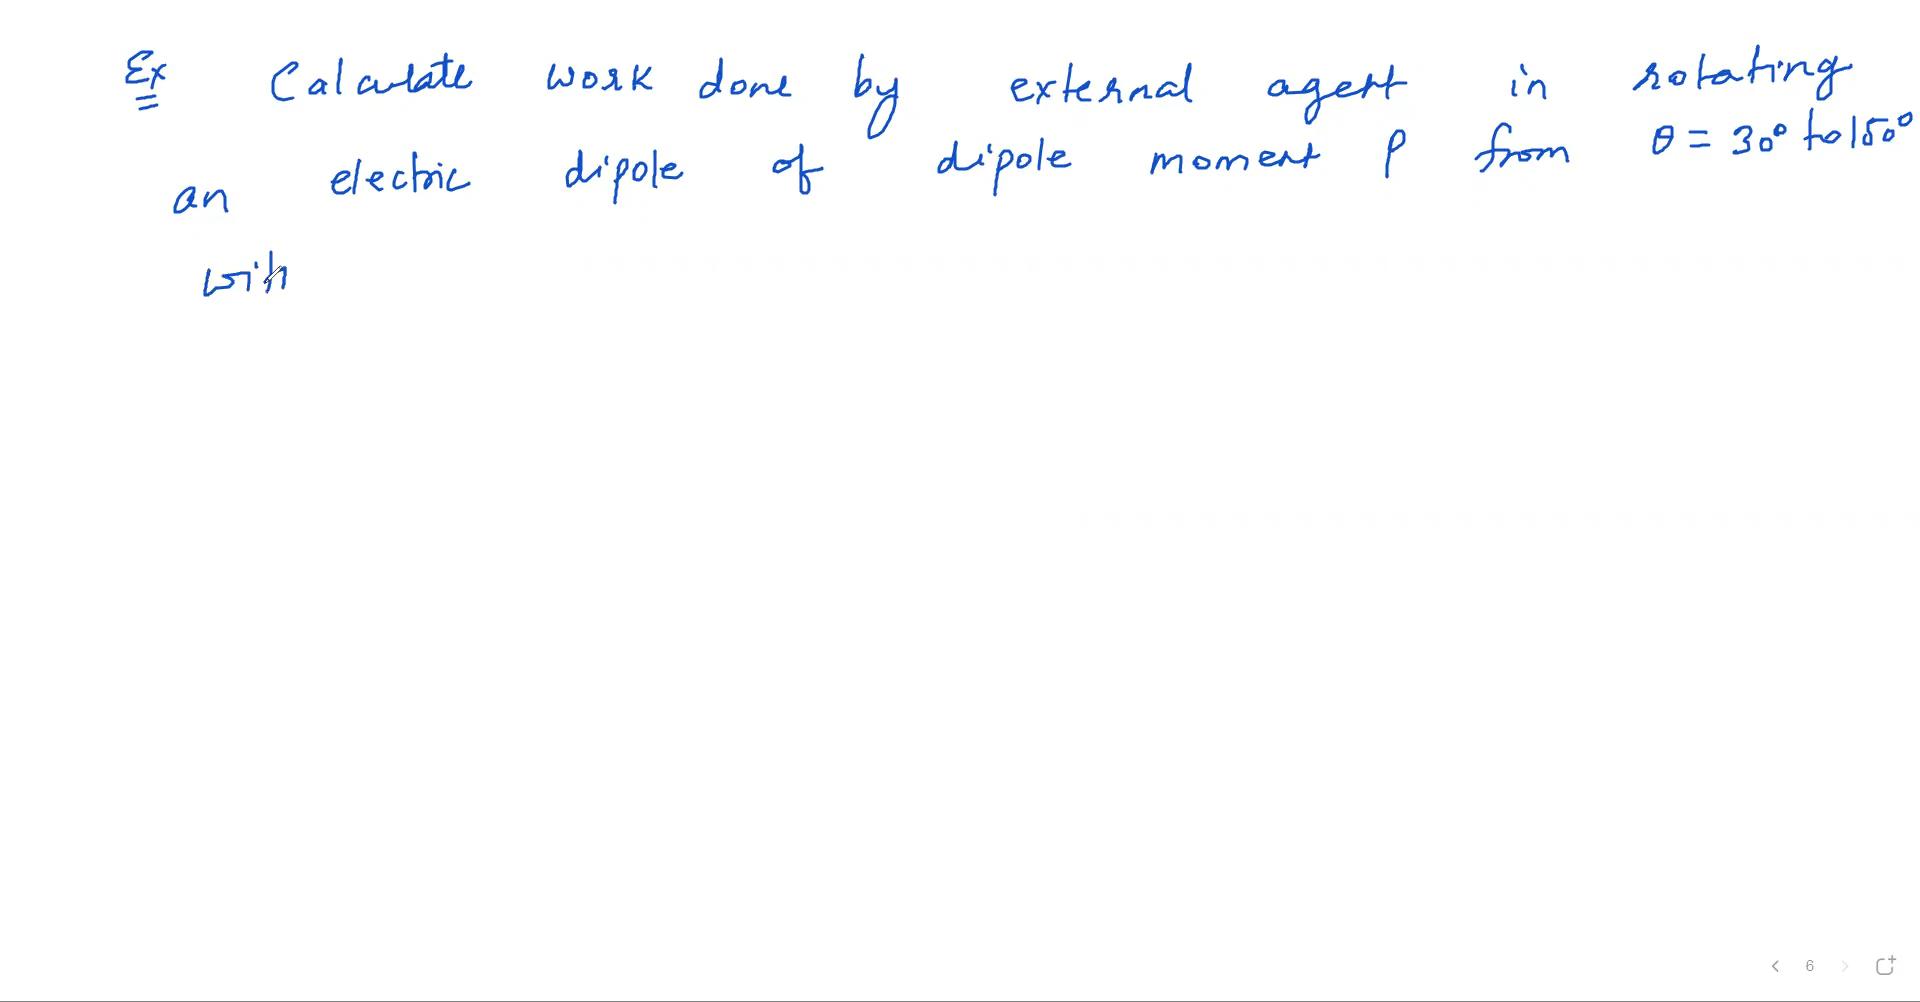 Ex Calculate work done by external agent in rotating
an electric dipole of dipole moment P from θ = 30° to 150°
with
6